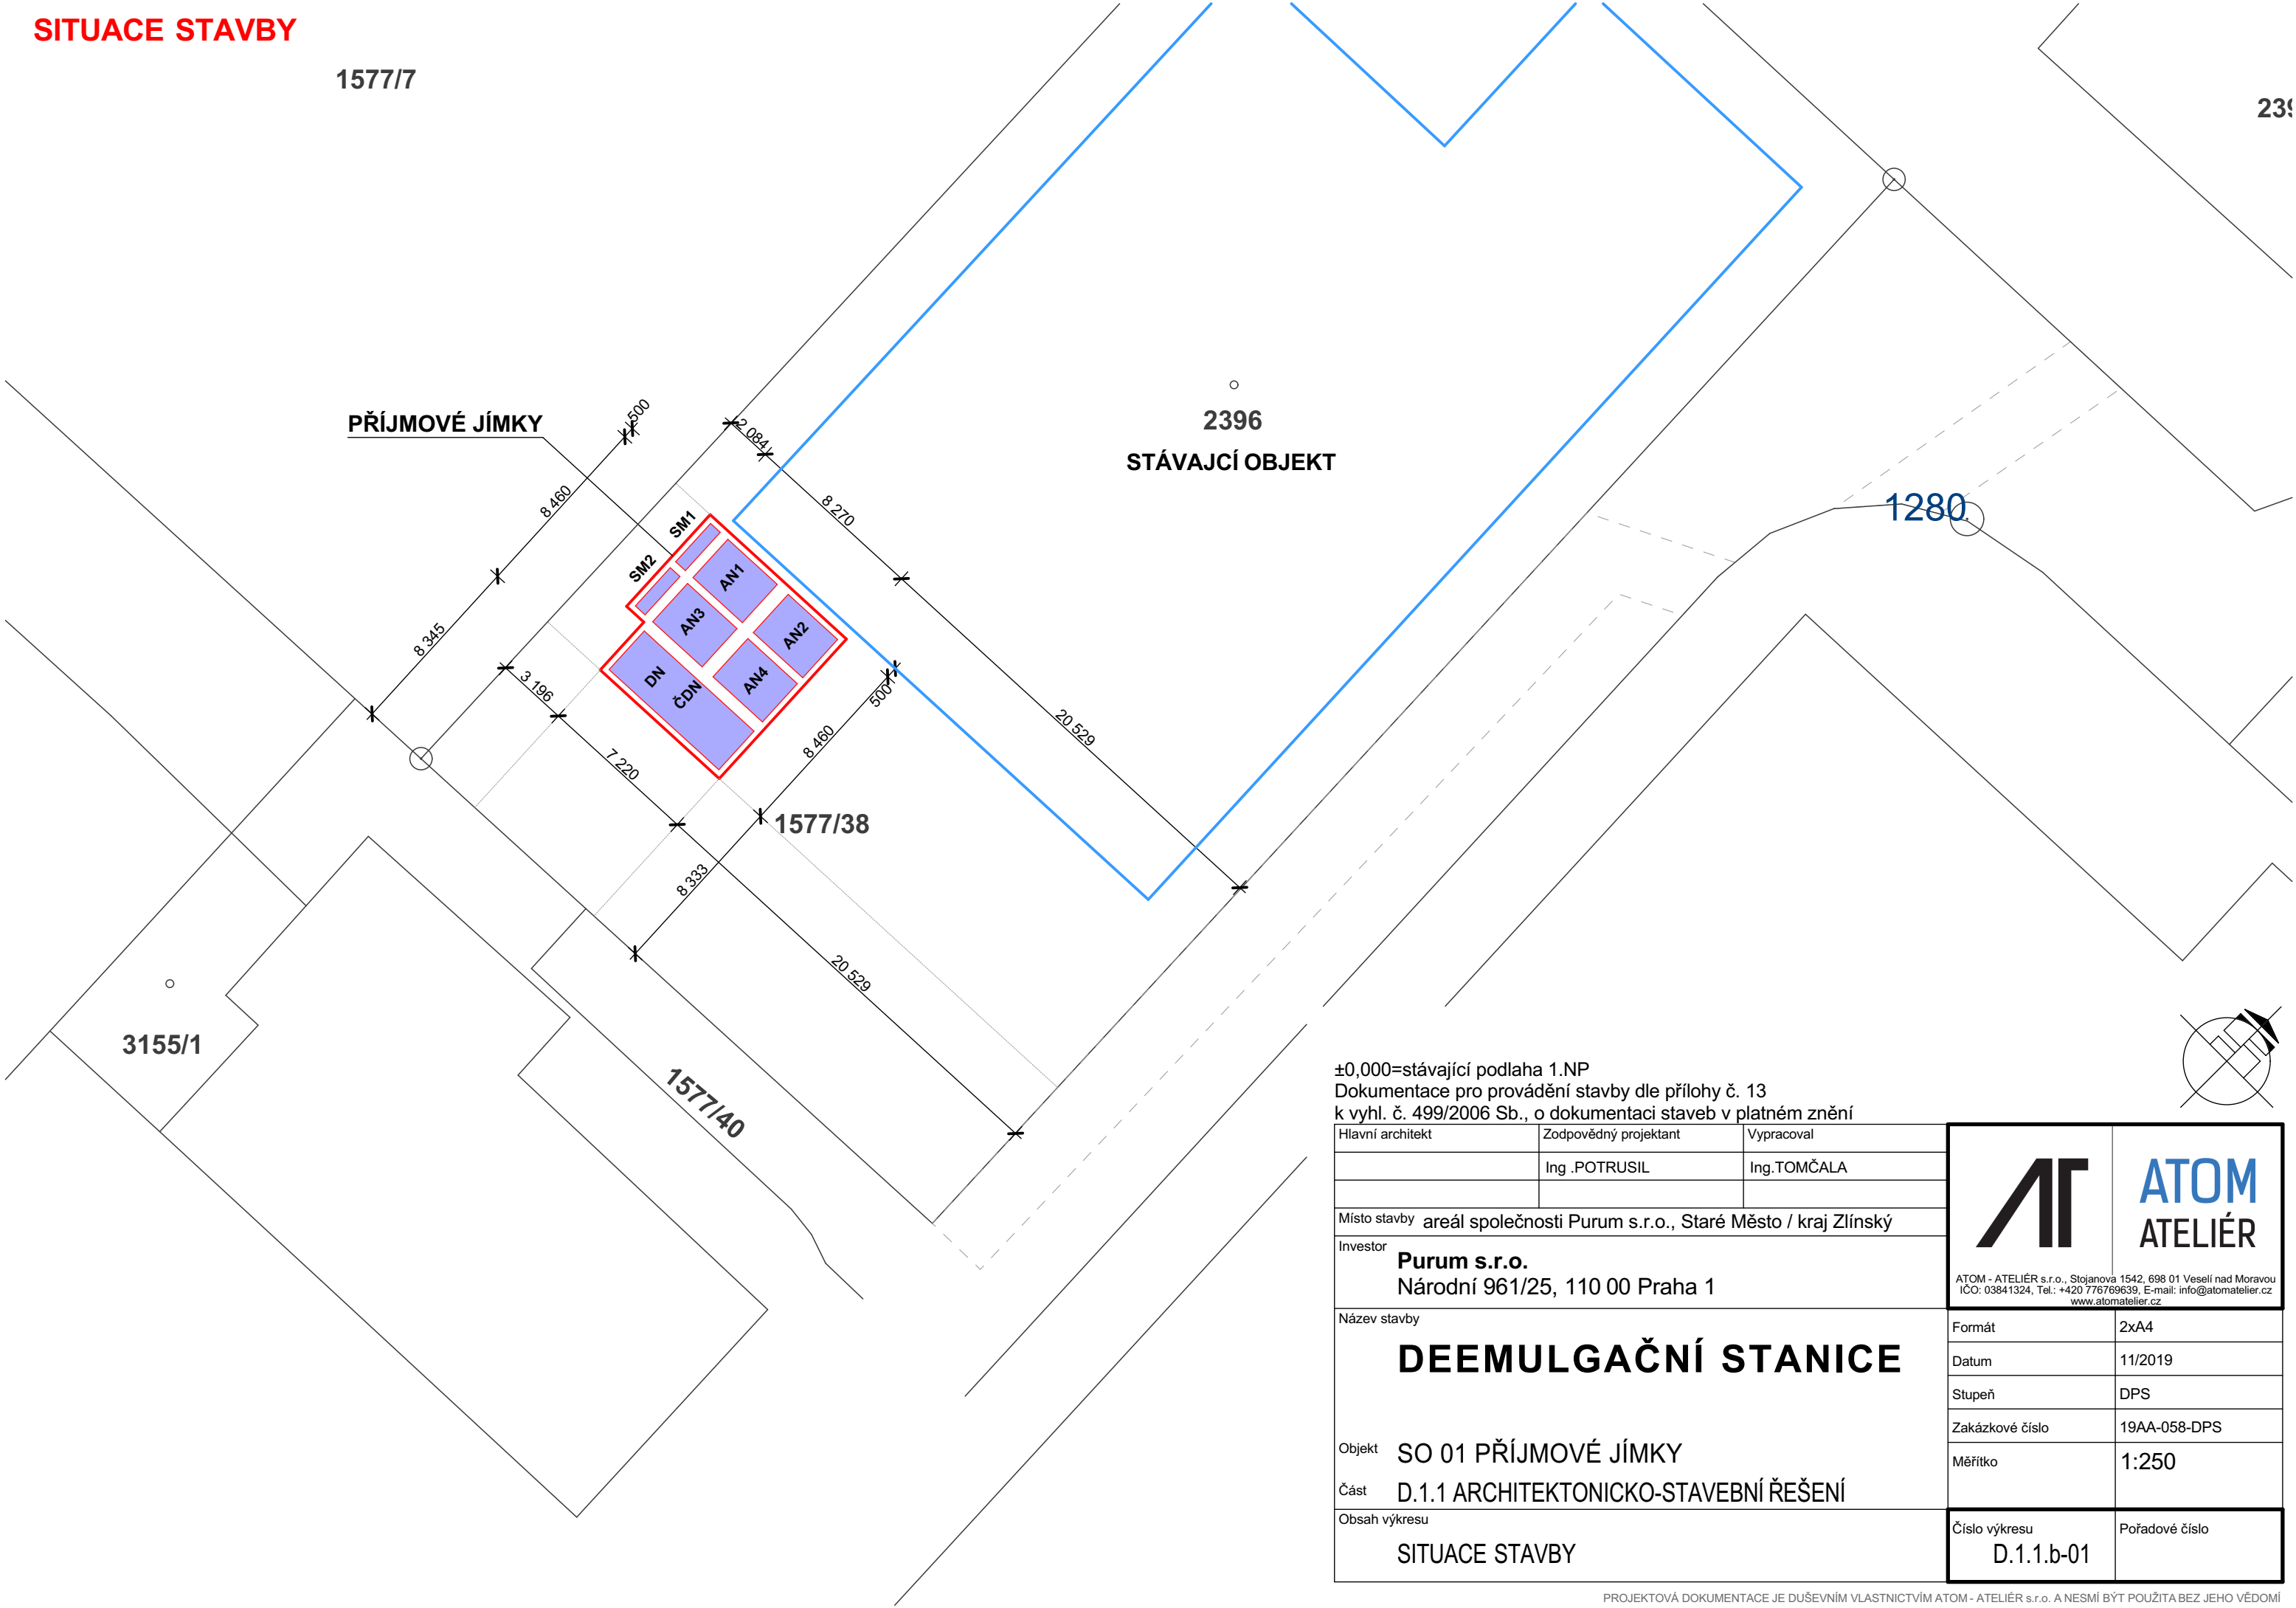 SITUACE STAVBY
1577/7
239
PŘÍJMOVÉ JÍMKY
500
8 460
8 345
2 084
8 270
20 529
2396
STÁVAJCÍ OBJEKT
1280
SM1
SM2
AN1
AN3
AN2
AN4
DN
ČDN
3 196
7 220
20 529
500
8 460
8 333
1577/38
3155/1
1577/40
±0,000=stávající podlaha 1.NP
Dokumentace pro provádění stavby dle přílohy č. 13
k vyhl. č. 499/2006 Sb., o dokumentaci staveb v platném znění
Hlavní architekt Zodpovědný projektant Vypracoval
Ing .POTRUSIL Ing.TOMČALA
Místo stavby areál společnosti Purum s.r.o., Staré Město / kraj Zlínský
Investor
Purum s.r.o.
Národní 961/25, 110 00 Praha 1
Název stavby
DEEMULGAČNÍ STANICE
Objekt SO 01 PŘÍJMOVÉ JÍMKY
Část D.1.1 ARCHITEKTONICKO-STAVEBNÍ ŘEŠENÍ
Obsah výkresu
SITUACE STAVBY
AT
ATOM
ATELIÉR
ATOM - ATELIÉR s.r.o., Stojanova 1542, 698 01 Veselí nad Moravou
IČO: 03841324, Tel.: +420 776769639, E-mail: info@atomatelier.cz
www.atomatelier.cz
Formát 2xA4
Datum 11/2019
Stupeň DPS
Zakázkové číslo 19AA-058-DPS
Měřítko 1:250
Číslo výkresu Pořadové číslo
D.1.1.b-01
PROJEKTOVÁ DOKUMENTACE JE DUŠEVNÍM VLASTNICTVÍM ATOM - ATELIÉR s.r.o. A NESMÍ BÝT POUŽITA BEZ JEHO VĚDOMÍ